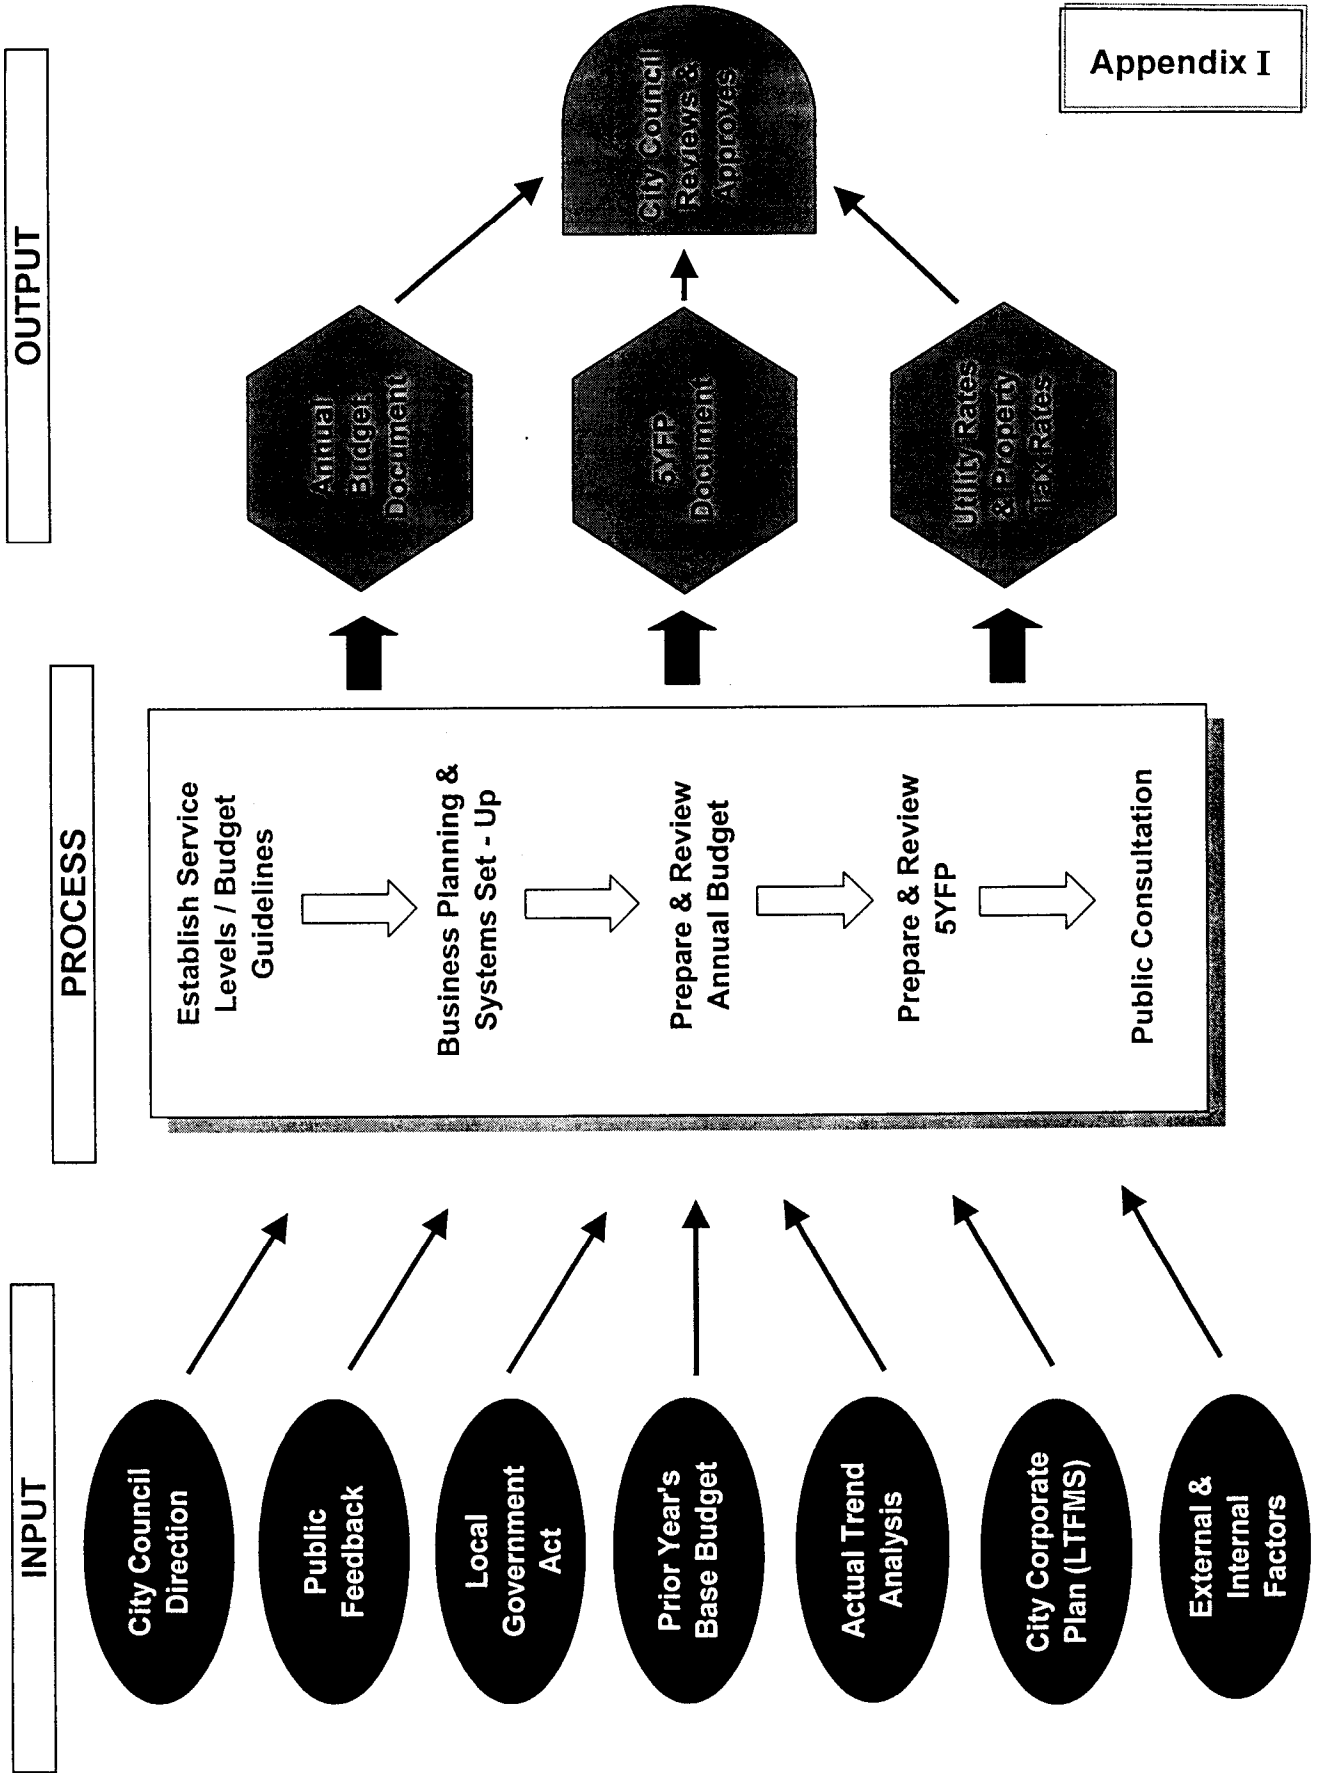 Appendix I
INPUT
City Council
Direction
Public
Feedback
Local
Government
Act
Prior Year's
Base Budget
Actual Trend
Analysis
City Corporate
Plan (LTFMS)
External &
Internal
Factors
PROCESS
Establish Service
Levels / Budget
Guidelines
Business Planning &
Systems Set - Up
Prepare & Review
Annual Budget
Prepare & Review
5YFP
Public Consultation
OUTPUT
Annual
Budget
Document
5YFP
Document
Utility Rates
& Property
Tax Rates
City Council
Reviews &
Approves